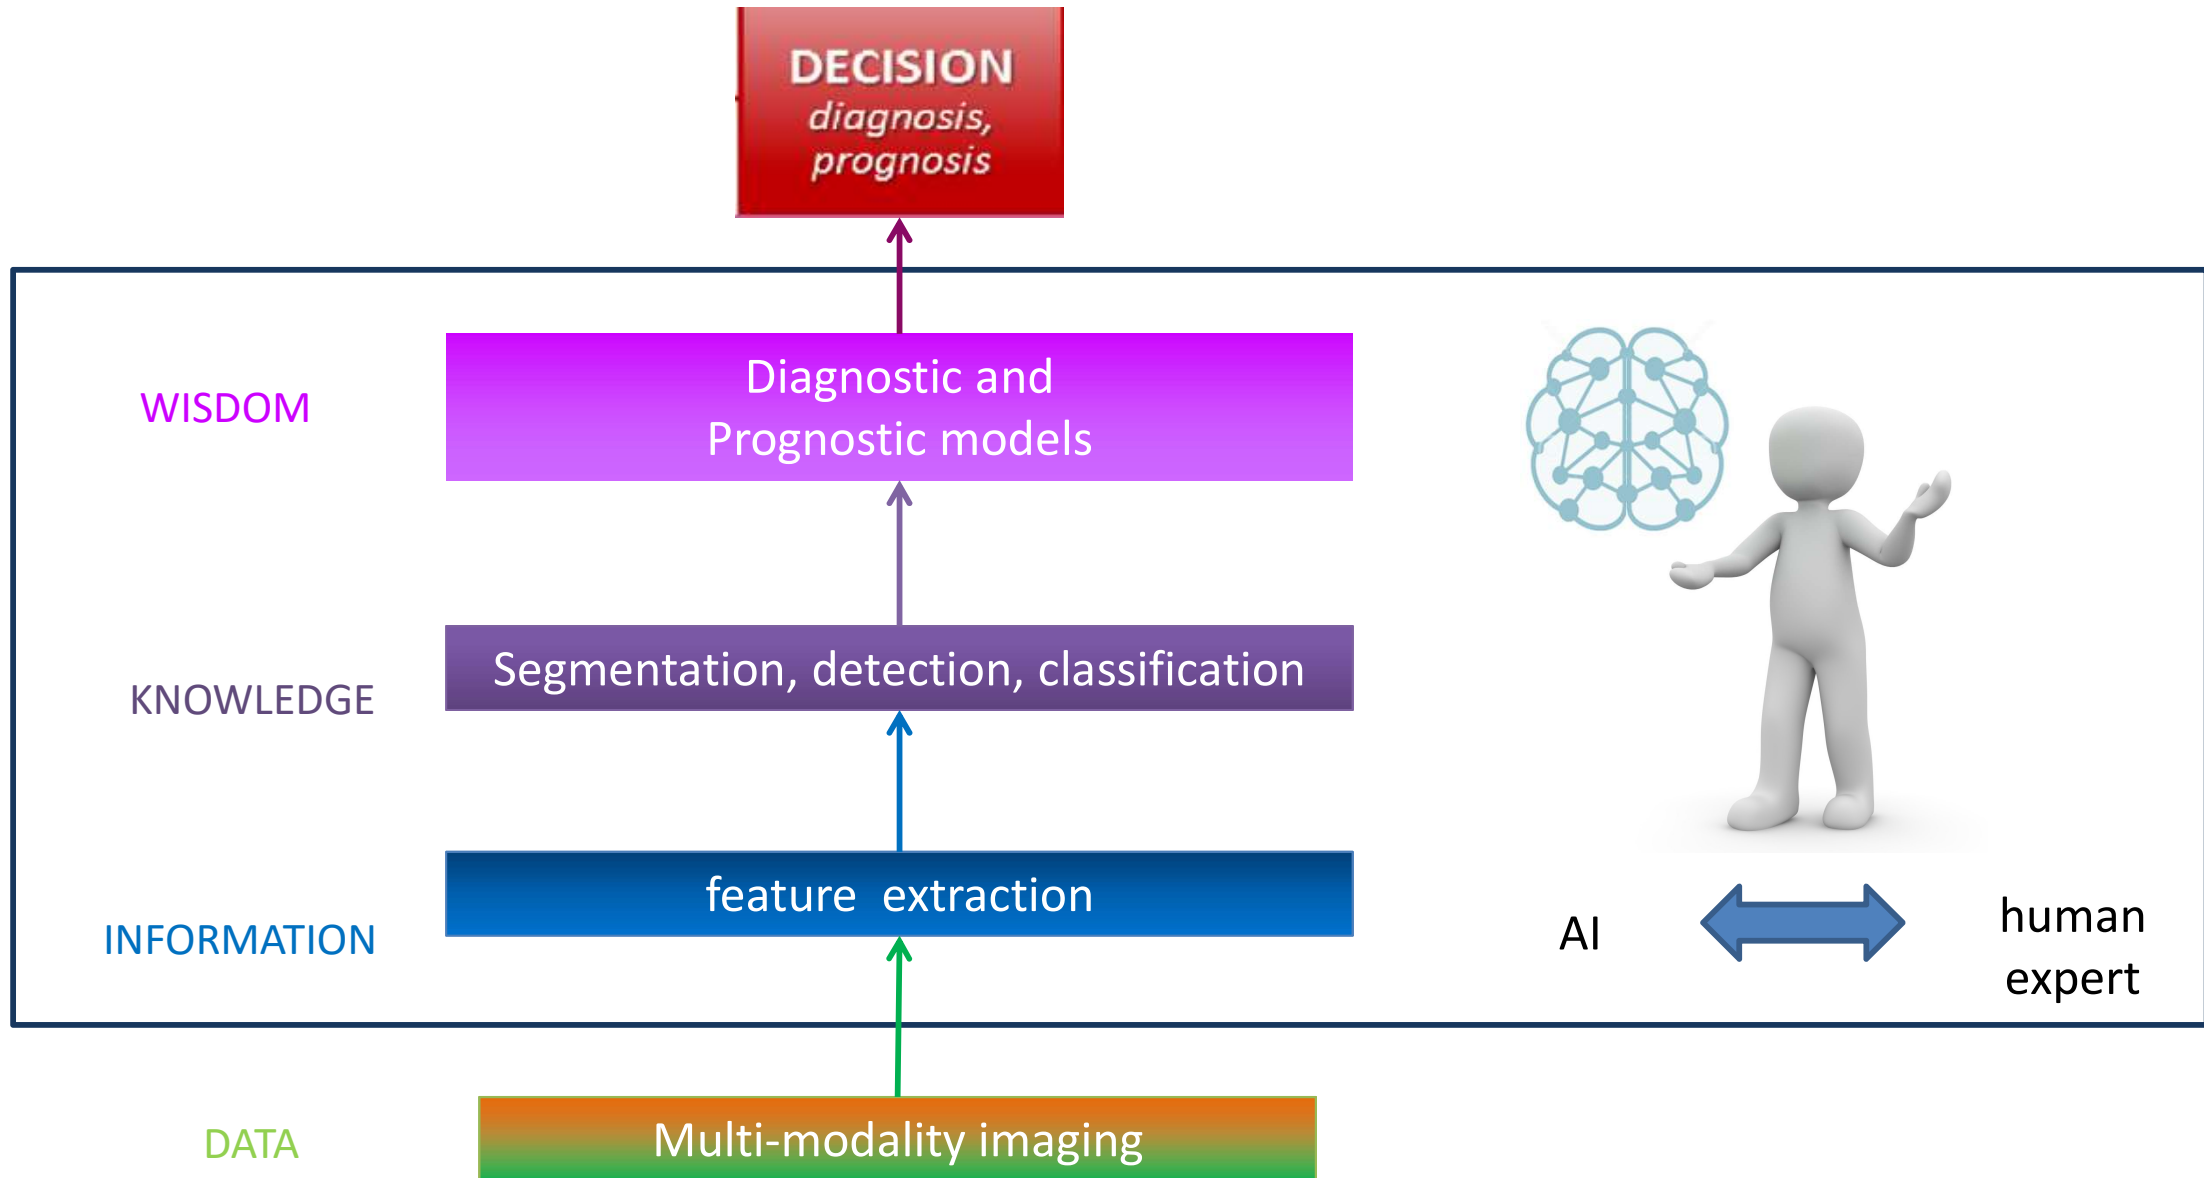 DECISION
diagnosis,
prognosis
WISDOM
Diagnostic and
Prognostic models
KNOWLEDGE
Segmentation, detection, classification
INFORMATION
feature extraction
AI
human
expert
DATA
Multi-modality imaging